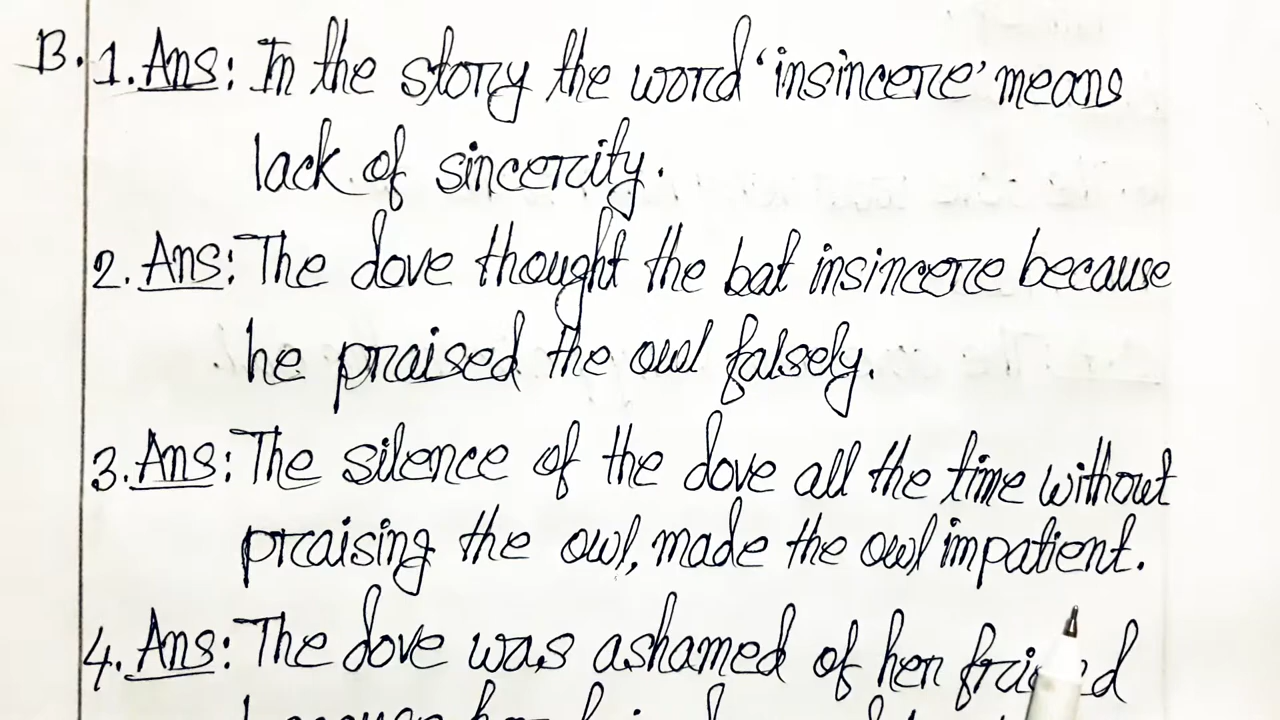 B. 1. Ans: In the story the word 'insincere' means
lack of sincerity.
2. Ans: The dove thought the bat insincere because
he praised the owl falsely.
3. Ans: The silence of the dove all the time without
praising the owl, made the owl impatient.
4. Ans: The dove was ashamed of her